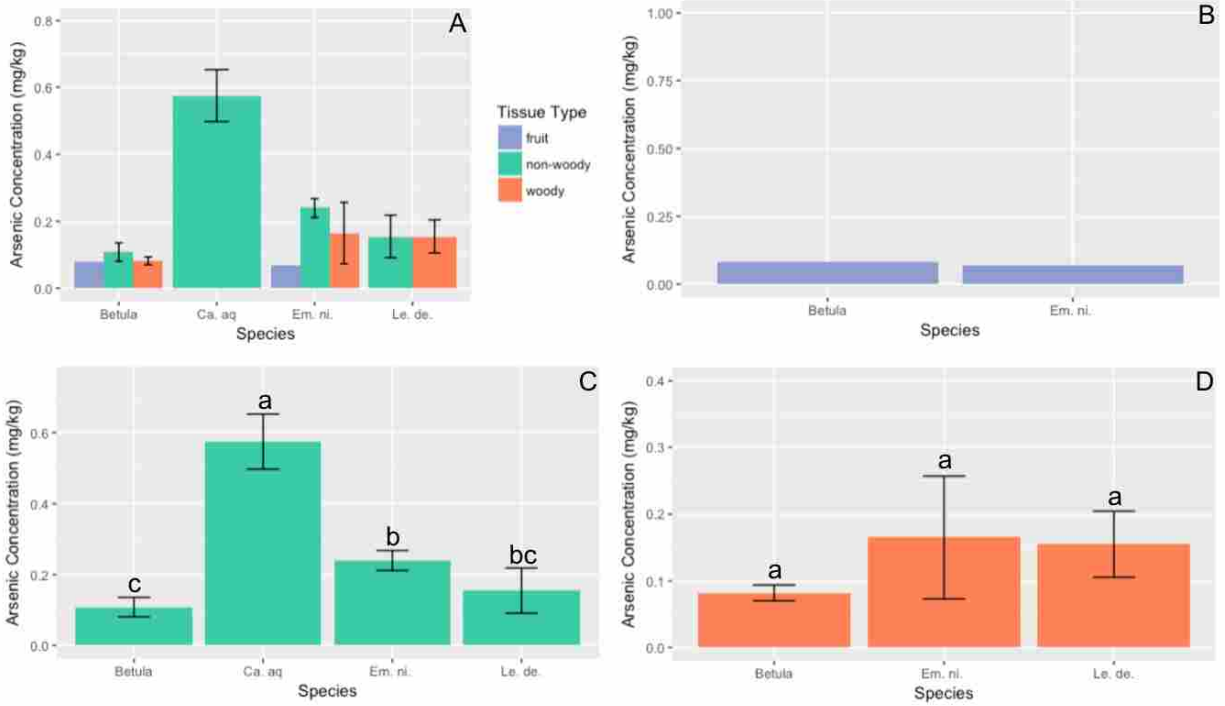 A
Arsenic Concentration (mg/kg)
0.8
0.6
0.4
0.2
0.0
Betula Ca. aq Em. ni. Le. de.
Species
Tissue Type
fruit
non-woody
woody
B
Arsenic Concentration (mg/kg)
1.00
0.75
0.50
0.25
0.00
Betula Em. ni.
Species
C
Arsenic Concentration (mg/kg)
0.6
0.4
0.2
0.0
c a b bc
Betula Ca. aq Em. ni. Le. de.
Species
D
Arsenic Concentration (mg/kg)
0.4
0.3
0.2
0.1
0.0
a a a
Betula Em. ni. Le. de.
Species